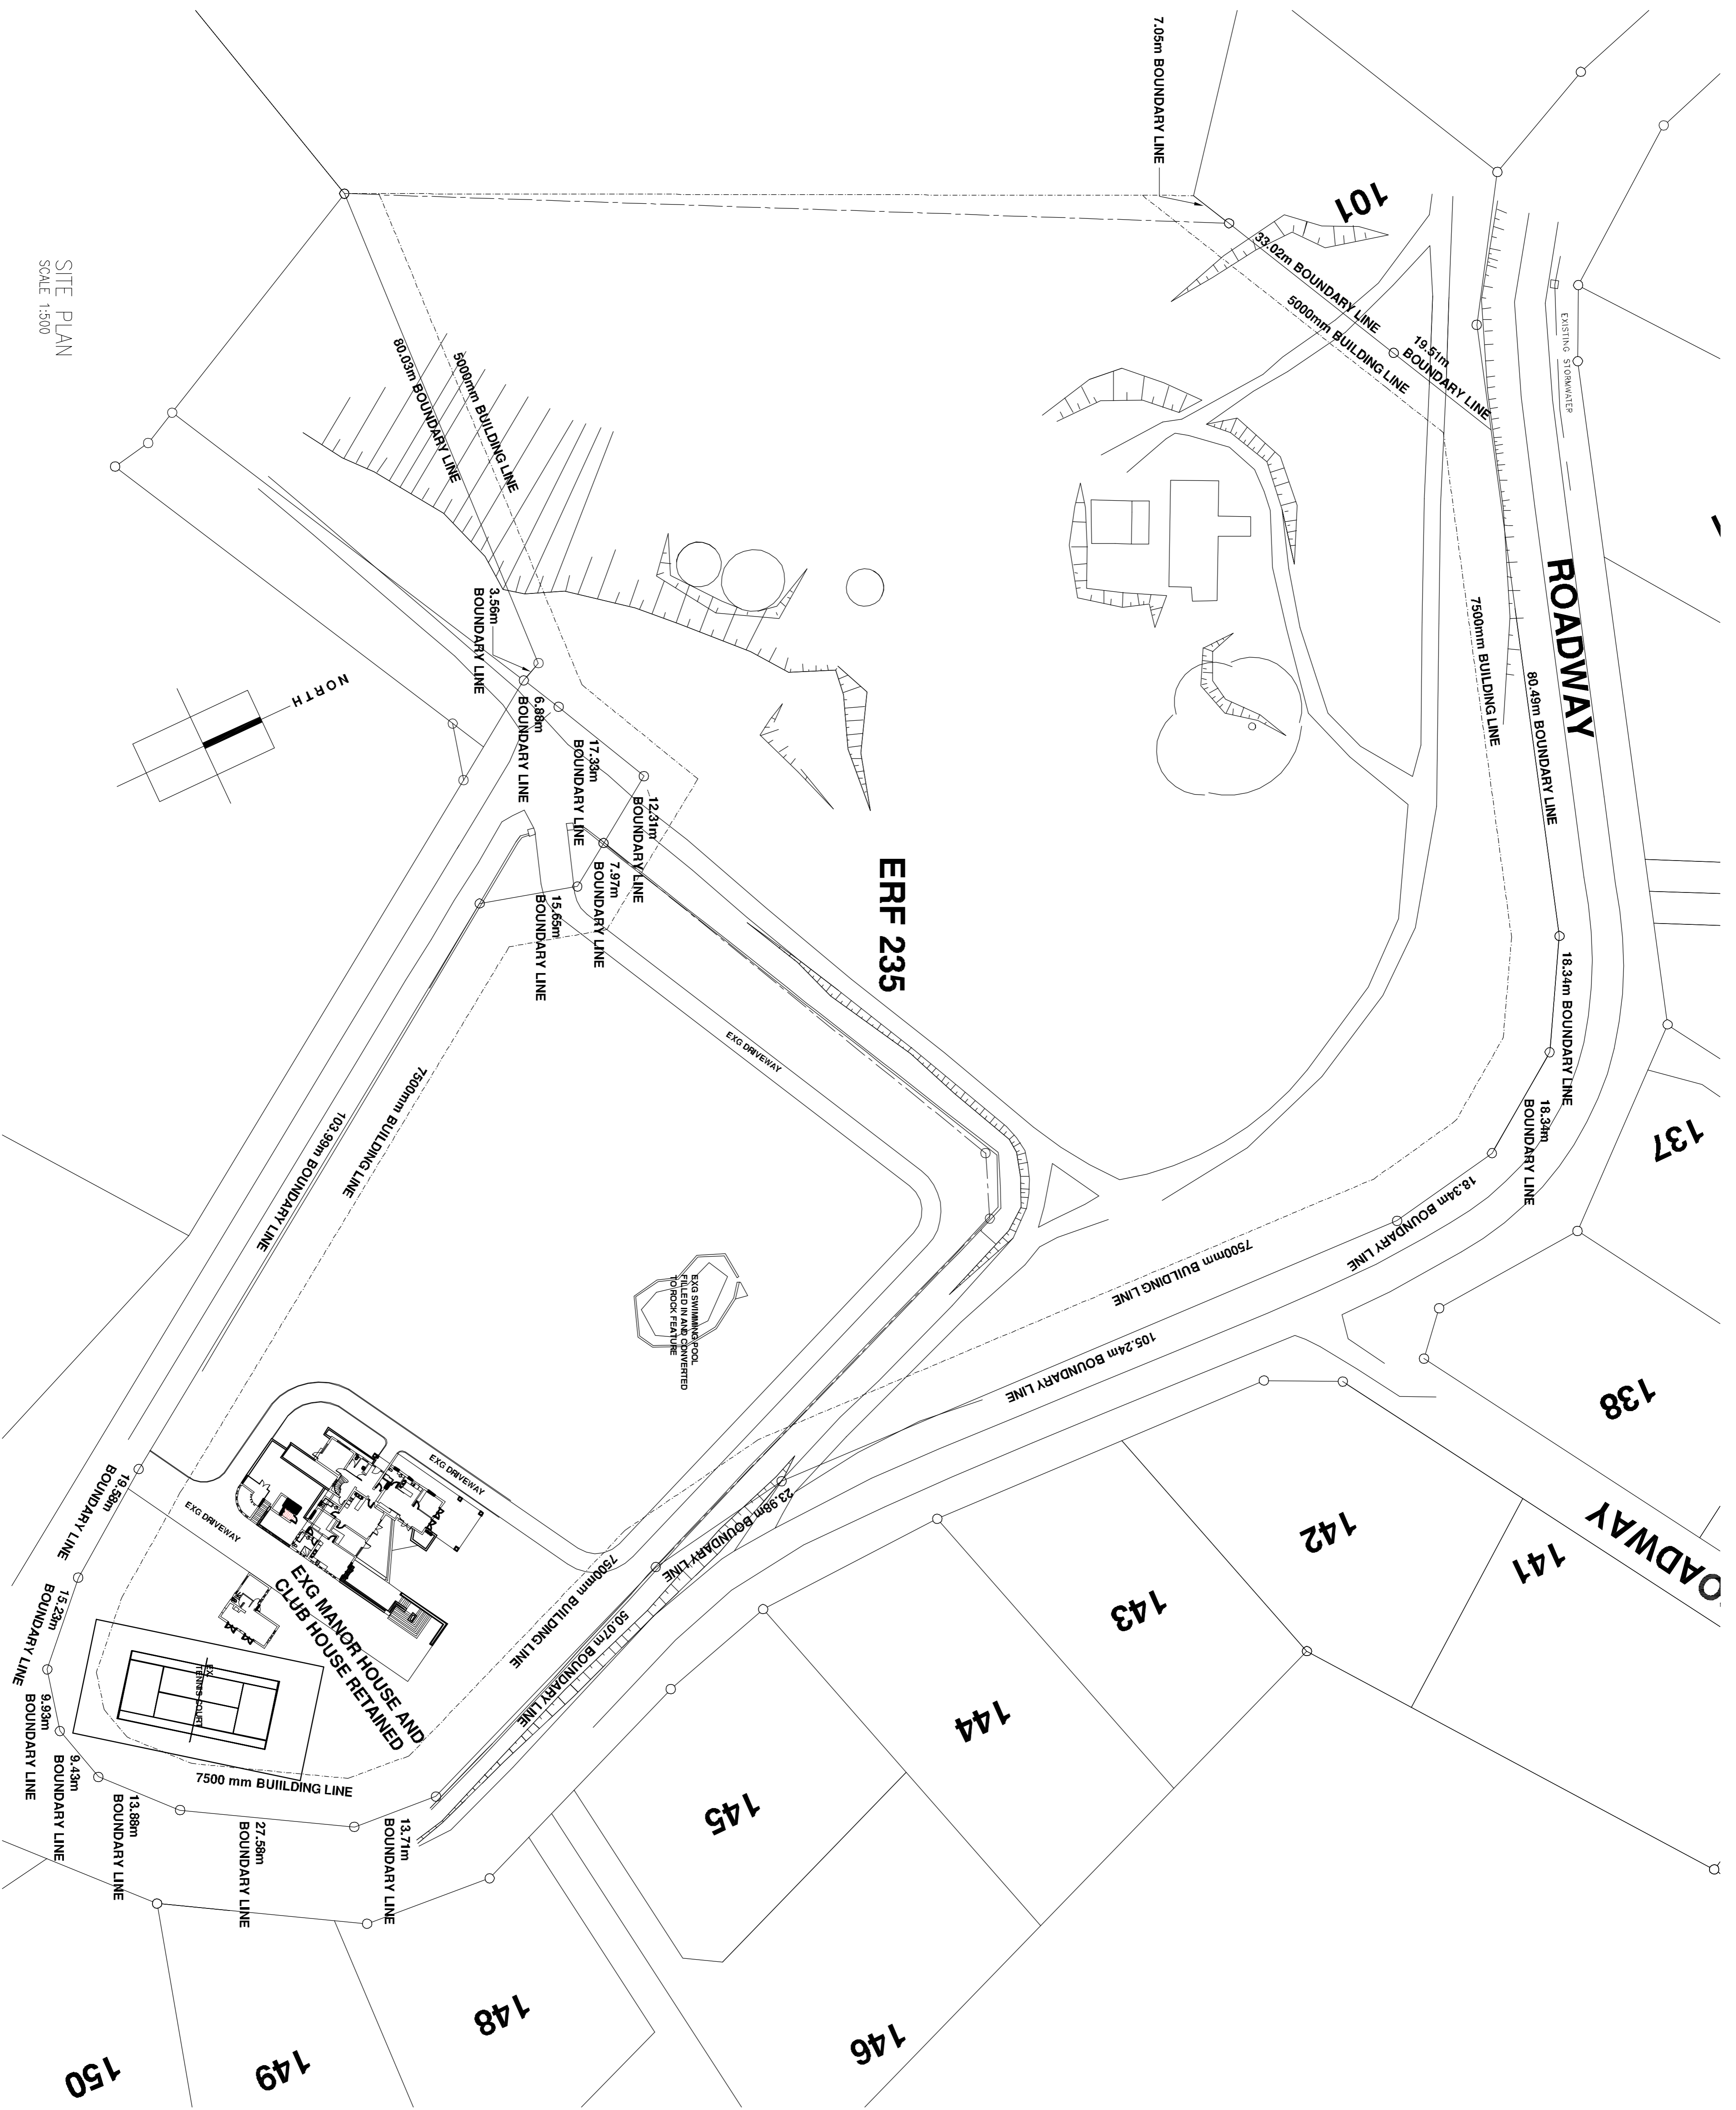 7.05m BOUNDARY LINE
101
33.02m BOUNDARY LINE
5000mm BUILDING LINE
19.51m
BOUNDARY LINE
EXISTING STORMWATER
SITE PLAN
SCALE 1:500
80.03m BOUNDARY LINE
5000mm BUILDING LINE
ROADWAY
7500mm BUILDING LINE
80.49m BOUNDARY LINE
3.56m
BOUNDARY LINE
NORTH
6.88m
BOUNDARY LINE
17.33m
BOUNDARY LINE
12.31m
BOUNDARY LINE
7.97m
BOUNDARY LINE
15.65m
BOUNDARY LINE
ERF 235
18.34m BOUNDARY LINE
18.34m
BOUNDARY LINE
137
EXG DRIVEWAY
7500mm BUILDING LINE
103.99m BOUNDARY LINE
18.34m
BOUNDARY LINE
7500mm BUILDING LINE
EXG SWIMMING POOL
FILLED IN AND CONVERTED
TO ROCK FEATURE
105.24m BOUNDARY LINE
138
EXG DRIVEWAY
19.58m
BOUNDARY LINE
EXG DRIVEWAY
23.98m BOUNDARY LINE
142
141
ROADWAY
15.23m
BOUNDARY LINE
EXG MANOR HOUSE AND
CLUB HOUSE RETAINED
7500mm BUILDING LINE
50.07m BOUNDARY LINE
143
EX
TENNIS COURT
9.93m
BOUNDARY LINE
144
9.43m
BOUNDARY LINE
7500 mm BUIILDING LINE
13.88m
BOUNDARY LINE
27.58m
BOUNDARY LINE
13.71m
BOUNDARY LINE
145
148
146
149
150